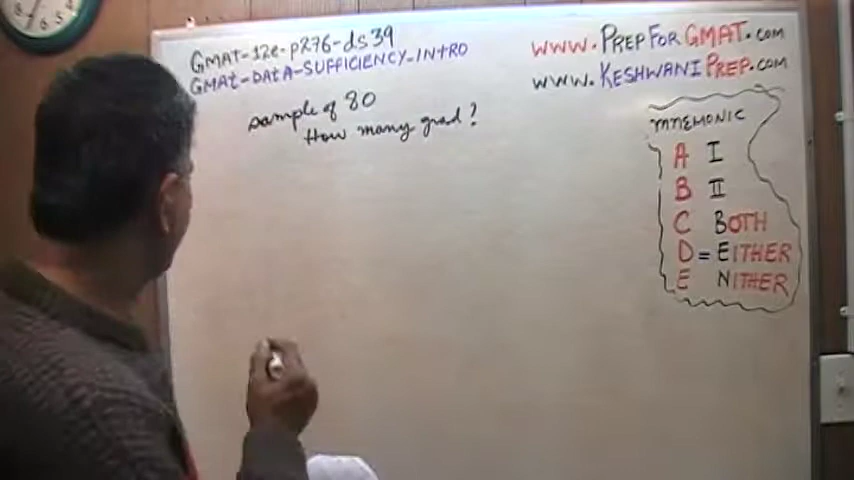 GMAT-12e-p276-ds39
GMAT-DATA-SUFFICIENCY-INTRO
www.PREPFORGMAT.com
www.KESHWANIPREP.com
sample of 80
How many grad?
MNEMONIC
A I
B II
C BOTH
D = EITHER
E NITHER